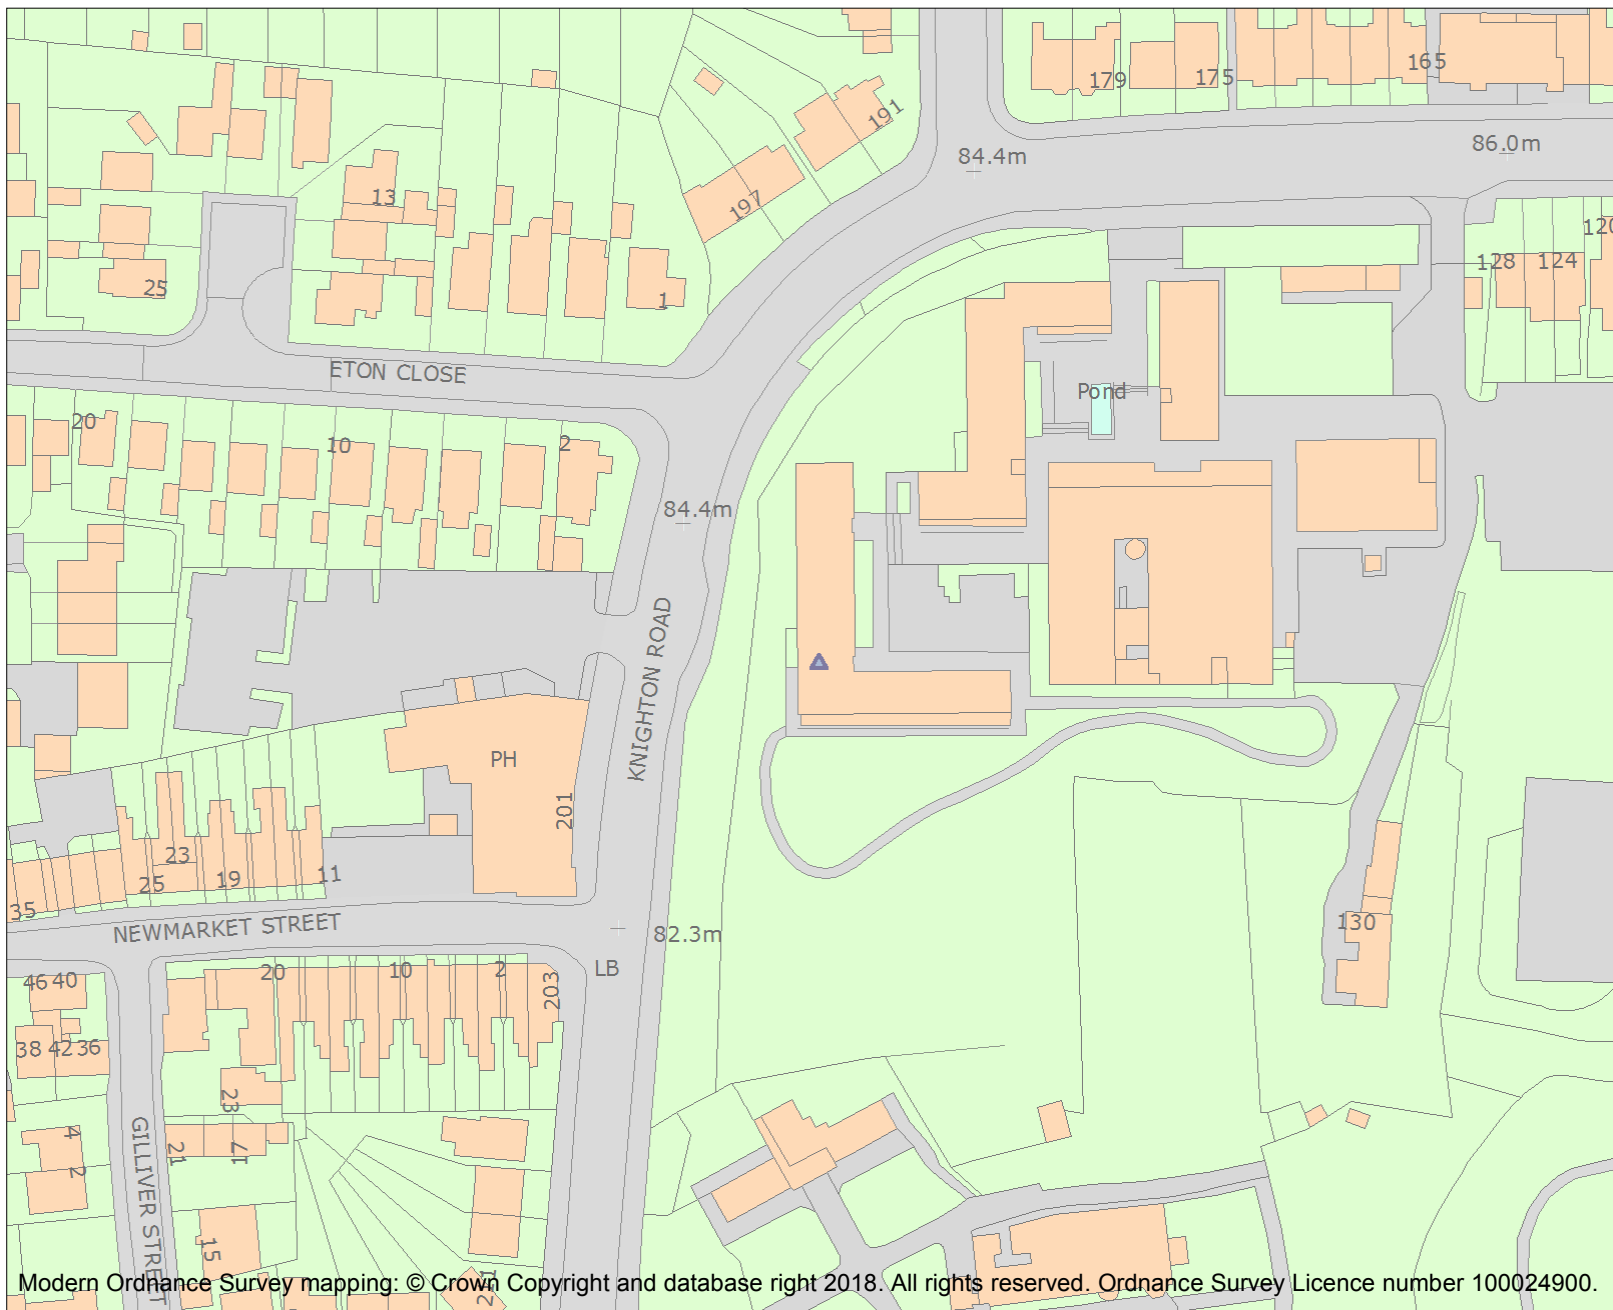 179
175
165
191
84.4m
86.0m
13
197
128
124
120
25
1
ETON CLOSE
Pond
20
10
2
84.4m
KNIGHTON ROAD
PH
201
23
25
19
11
35
NEWMARKET STREET
82.3m
130
LB
46 40
20
10
2
203
38 42 36
23
4
2
21
17
GILLIVER STREET
15
Modern Ordnance Survey mapping: © Crown Copyright and database right 2018. All rights reserved. Ordnance Survey Licence number 100024900.